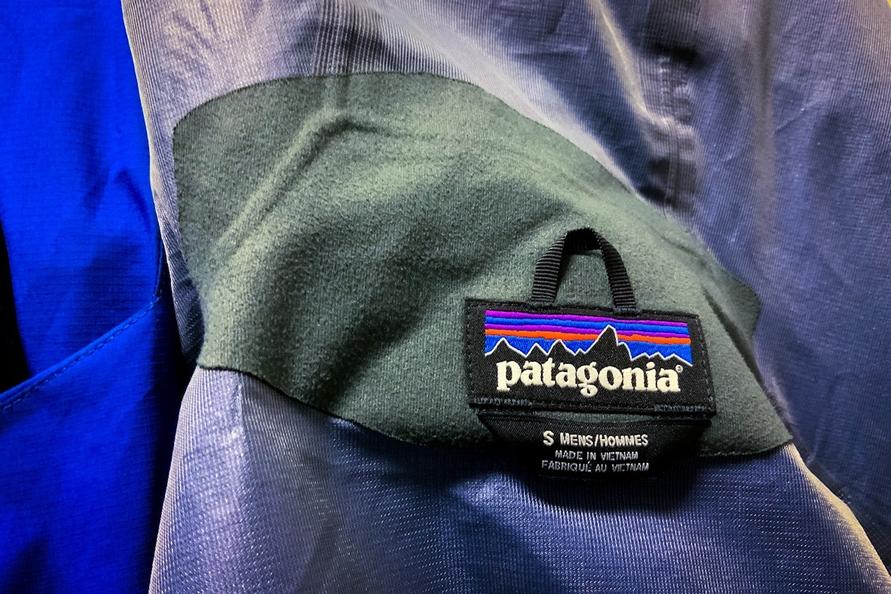 patagonia®
S MENS/HOMMES
MADE IN VIETNAM
FABRIQUÉ AU VIETNAM